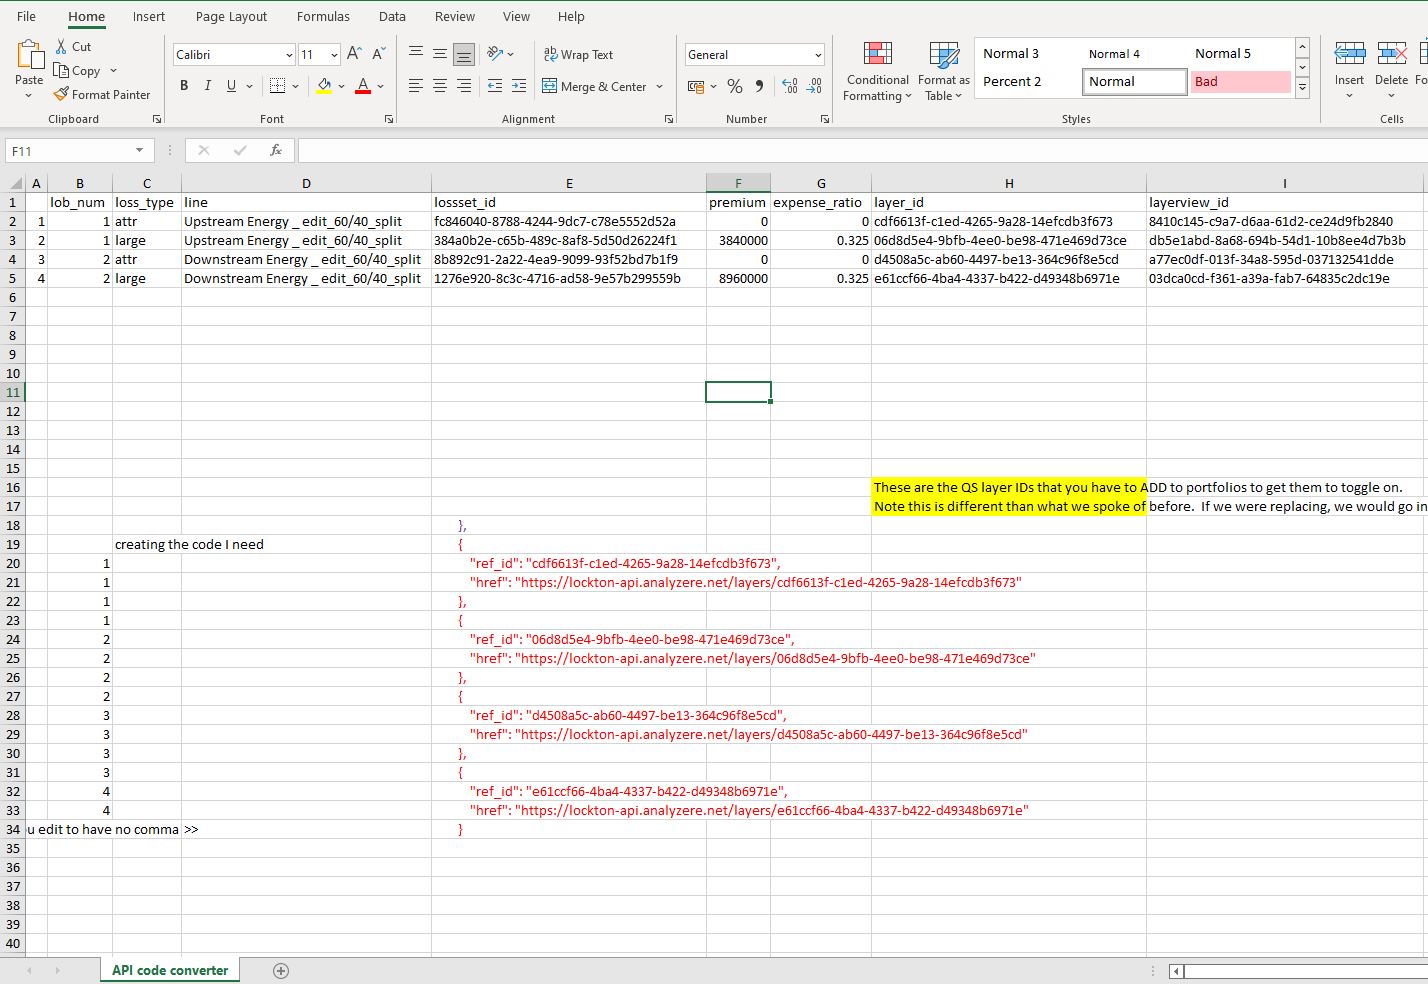 File Home Insert Page Layout Formulas Data Review View Help
Paste Cut Copy Format Painter Clipboard
Calibri 11 A A B I U A Font
Wrap Text Merge & Center Alignment
General % Number
Conditional Formatting Format as Table Normal 3 Normal 4 Normal 5 Percent 2 Normal Bad Styles
Insert Delete Cells
F11 fx
A B C D E F G H I
1 lob_num loss_type line lossset_id premium expense_ratio layer_id layerview_id
2 1 1 attr Upstream Energy _ edit_60/40_split fc846040-8788-4244-9dc7-c78e5552d52a 0 0 cdf6613f-c1ed-4265-9a28-14efcdb3f673 8410c145-c9a7-d6aa-61d2-ce24d9fb2840
3 2 1 large Upstream Energy _ edit_60/40_split 384a0b2e-c65b-489c-8af8-5d50d26224f1 3840000 0.325 06d8d5e4-9bfb-4ee0-be98-471e469d73ce db5e1abd-8a68-694b-54d1-10b8ee4d7b3b
4 3 2 attr Downstream Energy _ edit_60/40_split 8b892c91-2a22-4ea9-9099-93f52bd7b1f9 0 0 d4508a5c-ab60-4497-be13-364c96f8e5cd a77ec0df-013f-34a8-595d-037132541dde
5 4 2 large Downstream Energy _ edit_60/40_split 1276e920-8c3c-4716-ad58-9e57b299559b 8960000 0.325 e61ccf66-4ba4-4337-b422-d49348b6971e 03dca0cd-f361-a39a-fab7-64835c2dc19e
6
7
8
9
10
11
12
13
14
15
16 These are the QS layer IDs that you have to ADD to portfolios to get them to toggle on.
17 Note this is different than what we spoke of before. If we were replacing, we would go in
18 },
19 creating the code I need {
20 1 "ref_id": "cdf6613f-c1ed-4265-9a28-14efcdb3f673",
21 1 "href": "https://lockton-api.analyzere.net/layers/cdf6613f-c1ed-4265-9a28-14efcdb3f673"
22 1 },
23 1 {
24 2 "ref_id": "06d8d5e4-9bfb-4ee0-be98-471e469d73ce",
25 2 "href": "https://lockton-api.analyzere.net/layers/06d8d5e4-9bfb-4ee0-be98-471e469d73ce"
26 2 },
27 2 {
28 3 "ref_id": "d4508a5c-ab60-4497-be13-364c96f8e5cd",
29 3 "href": "https://lockton-api.analyzere.net/layers/d4508a5c-ab60-4497-be13-364c96f8e5cd"
30 3 },
31 3 {
32 4 "ref_id": "e61ccf66-4ba4-4337-b422-d49348b6971e",
33 4 "href": "https://lockton-api.analyzere.net/layers/e61ccf66-4ba4-4337-b422-d49348b6971e"
34 u edit to have no comma >> }
35
36
37
38
39
40
API code converter